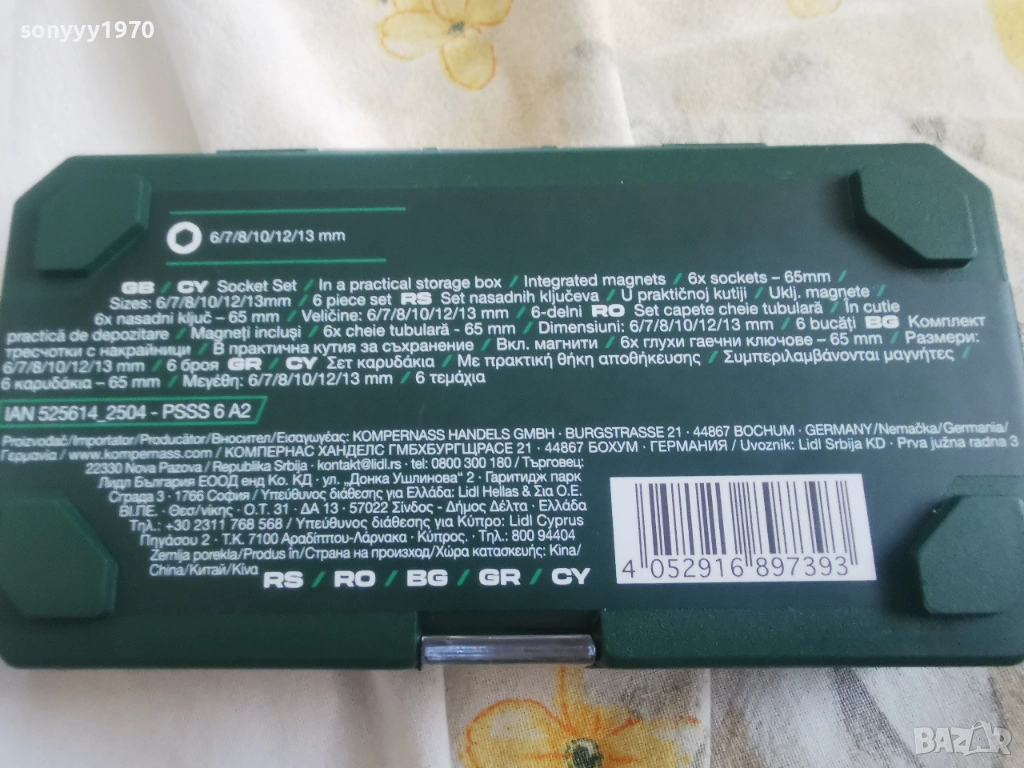 sonyyy1970
6/7/8/10/12/13 mm
GB / CY Socket Set / In a practical storage box / Integrated magnets / 6x sockets – 65mm /
Sizes: 6/7/8/10/12/13mm / 6 piece set RS Set nasadnih ključeva / U praktičnoj kutiji / Uklj. magnete /
6x nasadni ključ – 65 mm / Veličine: 6/7/8/10/12/13 mm / 6-delni RO Set capete cheie tubulară / În cutie
practică de depozitare / Magneți incluși / 6x cheie tubulară - 65 mm / Dimensiuni: 6/7/8/10/12/13 mm / 6 bucăți BG Комплект
тресчотки с накрайници / В практична кутия за съхранение / Вкл. магнити / 6x глухи гаечни ключове – 65 mm / Размери:
6/7/8/10/12/13 mm / 6 броя GR / CY Σετ καρυδάκια / Με πρακτική θήκη αποθήκευσης / Συμπεριλαμβάνονται μαγνήτες /
6 καρυδάκια – 65 mm / Μεγέθη: 6/7/8/10/12/13 mm / 6 τεμάχια
IAN 525614_2504 - PSSS 6 A2
Proizvođač/Importator/Producător/Вносител/Εισαγωγέας: KOMPERNASS HANDELS GMBH · BURGSTRASSE 21 · 44867 BOCHUM · GERMANY/Nemačka/Germania/
Γερμανία / www.kompernass.com / КОМПЕРНАС ХАНДЕЛС ГМБХБУРГЩРАСЕ 21 · 44867 БОХУМ · ГЕРМАНИЯ / Uvoznik: Lidl Srbija KD · Prva južna radna 3
22330 Nova Pazova / Republika Srbija · kontakt@lidl.rs · tel: 0800 300 180 / Търговец:
Лидл България ЕООД енд Ко. КД · ул. „Донка Ушлинова“ 2 · Гаритидж парк
Сграда 3 · 1766 София / Υπεύθυνος διάθεσης για Ελλάδα: Lidl Hellas & Σια Ο.Ε.
ΒΙ.ΠΕ. · Θεσ/νίκης · Ο.Τ. 31 · ΔΑ 13 · 57022 Σίνδος - Δήμος Δέλτα · Ελλάδα
Τηλ.: +30 2311 768 568 / Υπεύθυνος διάθεσης για Κύπρο: Lidl Cyprus
Πηγάσου 2 · Τ.Κ. 7100 Αραδίππου-Λάρνακα · Κύπρος. · Τηλ.: 800 94404
Zemlja porekla/Produs în/Страна на произход/Χώρα κατασκευής: Kina/
China/Китай/Κίνα
RS / RO / BG / GR / CY
4 052916 897393
BAZAR